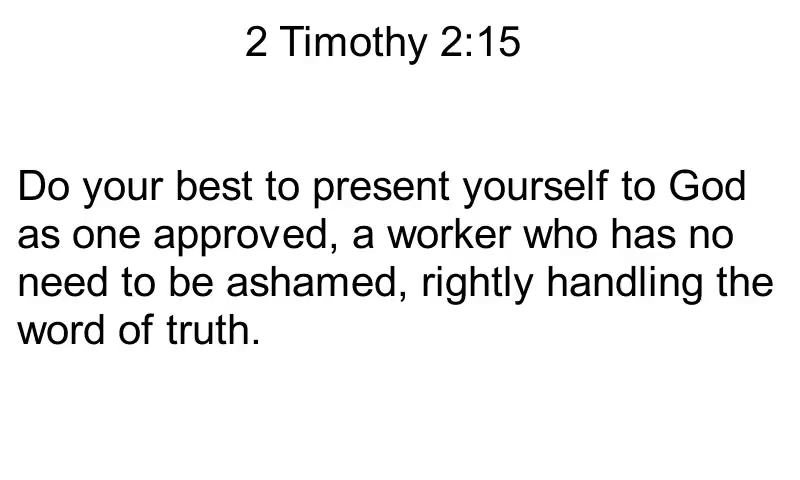 2 Timothy 2:15
Do your best to present yourself to God
as one approved, a worker who has no
need to be ashamed, rightly handling the
word of truth.